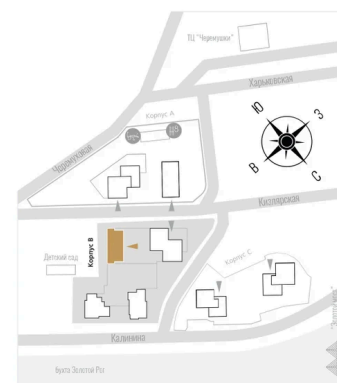 ТЦ "Черемушки"
Харьковская
Корпус А
Черемуховая
Ю
З
В
С
Кизлярская
Детский сад
Корпус В
Корпус С
Калинина
бухта Золотой Рог